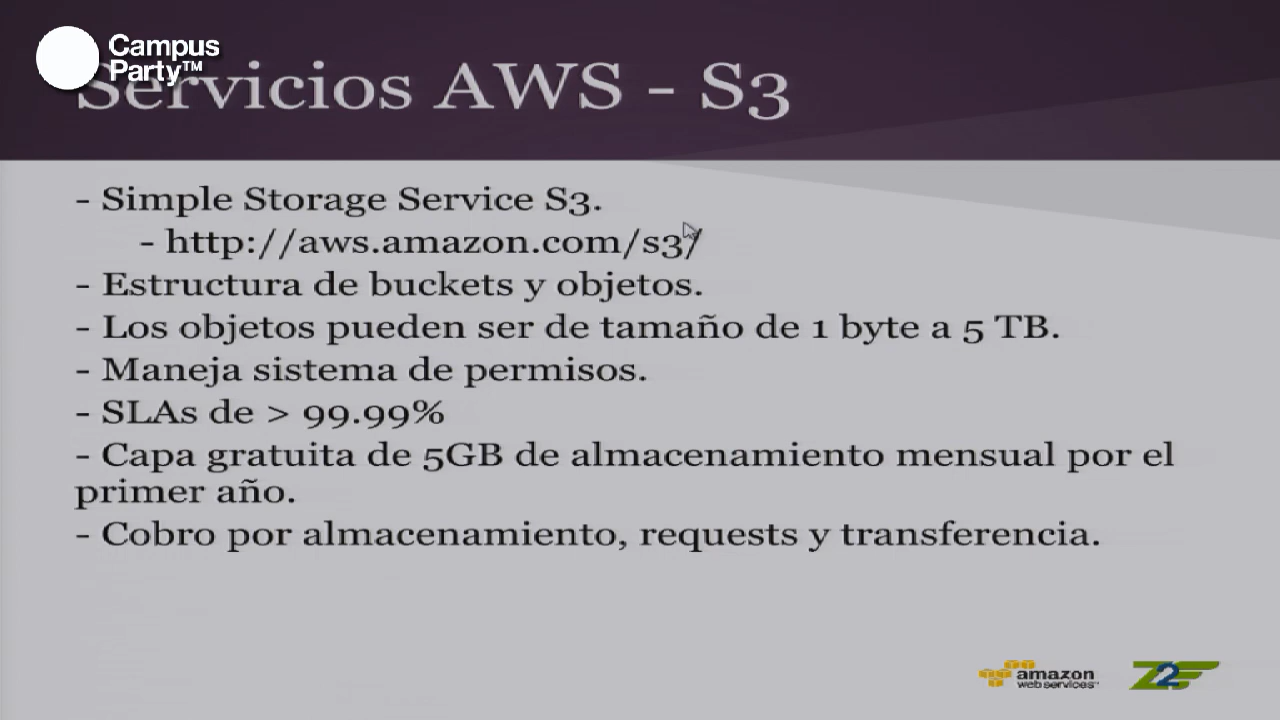 Campus
Party™
Servicios AWS - S3
- Simple Storage Service S3.
- http://aws.amazon.com/s3/
- Estructura de buckets y objetos.
- Los objetos pueden ser de tamaño de 1 byte a 5 TB.
- Maneja sistema de permisos.
- SLAs de > 99.99%
- Capa gratuita de 5GB de almacenamiento mensual por el
primer año.
- Cobro por almacenamiento, requests y transferencia.
amazon
web services™
Z2F